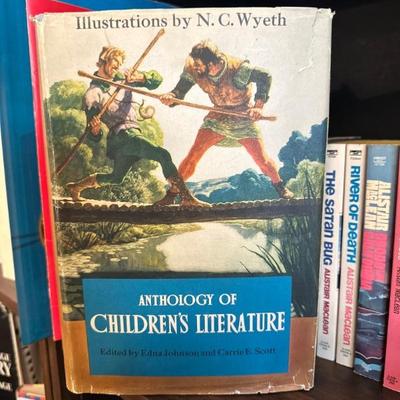 Illustrations by N. C. Wyeth
ANTHOLOGY OF
CHILDREN'S LITERATURE
Edited by Edna Johnson and Carrie E. Scott
THE SATAN BUG
ALISTAIR MACLEAN
RIVER OF DEATH
ALISTAIR MACLEAN
ALISTAIR
MACLEAN